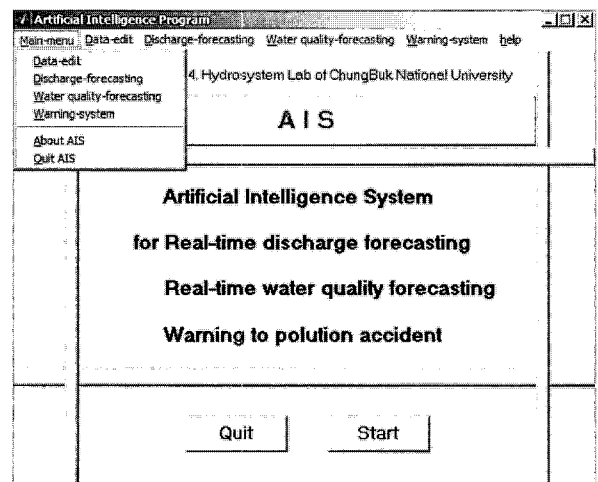 Artificial Intelligence Program
Main-menu Data-edit Discharge-forecasting Water quality-forecasting Warning-system help
Data-edit
Discharge-forecasting
Water quality-forecasting
Warning-system
About AIS
Quit AIS
4. Hydrosystem Lab of ChungBuk National University
A I S
Artificial Intelligence System
for Real-time discharge forecasting
Real-time water quality forecasting
Warning to polution accident
Quit Start